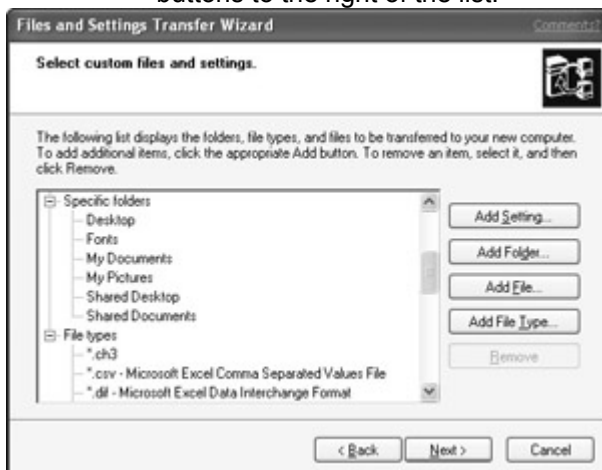 buttons to the right of the list.
Files and Settings Transfer Wizard
Comments?
Select custom files and settings.
The following list displays the folders, file types, and files to be transferred to your new computer.
To add additional items, click the appropriate Add button. To remove an item, select it, and then
click Remove.
Specific folders
Desktop
Fonts
My Documents
My Pictures
Shared Desktop
Shared Documents
File types
*.ch3
*.csv - Microsoft Excel Comma Separated Values File
*.dif - Microsoft Excel Data Interchange Format
Add Setting...
Add Folder...
Add File...
Add File Type...
Remove
< Back
Next >
Cancel